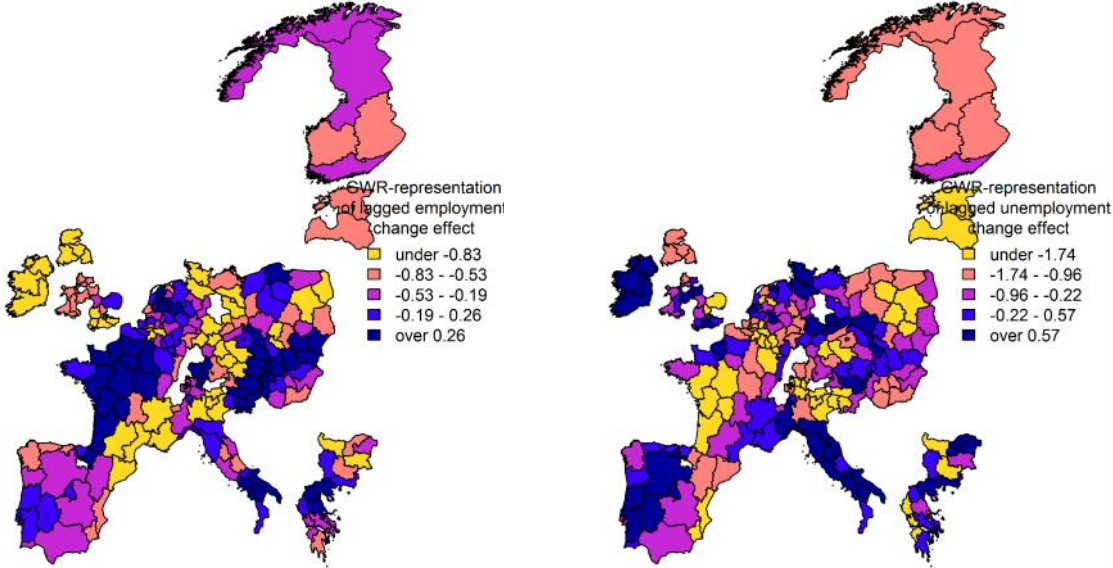 GWR-representation
of lagged employment
change effect
under -0.83
-0.83 - -0.53
-0.53 - -0.19
-0.19 - 0.26
over 0.26
GWR-representation
of lagged unemployment
change effect
under -1.74
-1.74 - -0.96
-0.96 - -0.22
-0.22 - 0.57
over 0.57